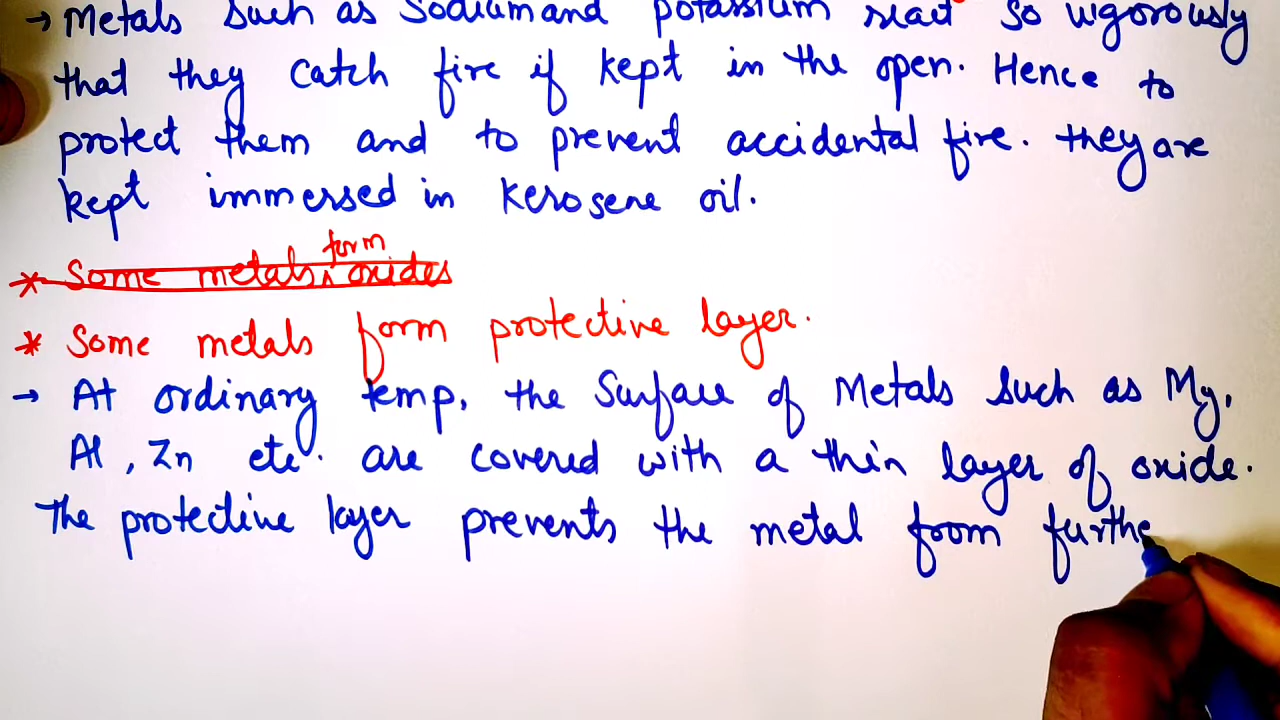 → Metals such as Sodium and potassium react so vigorously
that they catch fire if kept in the open. Hence to
protect them and to prevent accidental fire. they are
kept immersed in kerosene oil.
* Some metals form oxides
* Some metals form protective layer.
→ At ordinary temp, the Surface of Metals such as Mg,
Al, Zn etc. are covered with a thin layer of oxide.
The protective layer prevents the metal from furthe